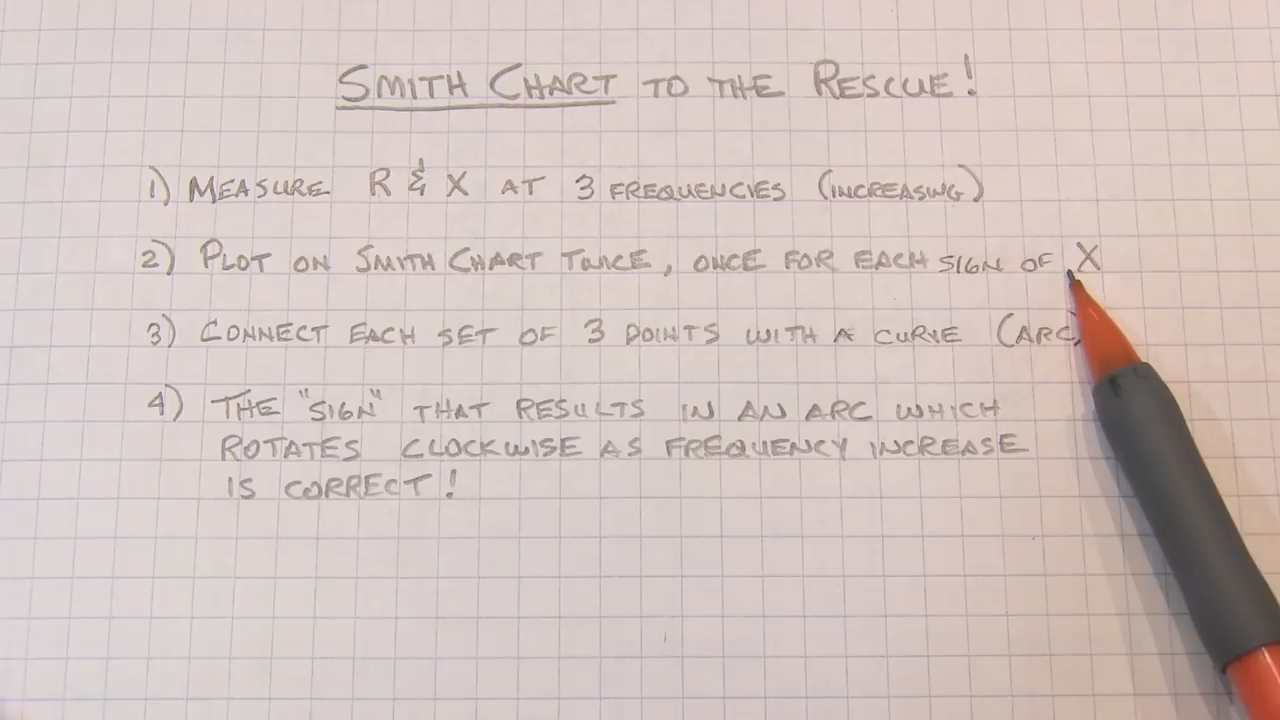 SMITH CHART TO THE RESCUE!
1) MEASURE R & X AT 3 FREQUENCIES (INCREASING)
2) PLOT ON SMITH CHART TWICE, ONCE FOR EACH SIGN OF X
3) CONNECT EACH SET OF 3 POINTS WITH A CURVE (ARC)
4) THE "SIGN" THAT RESULTS IN AN ARC WHICH
ROTATES CLOCKWISE AS FREQUENCY INCREASE
IS CORRECT!